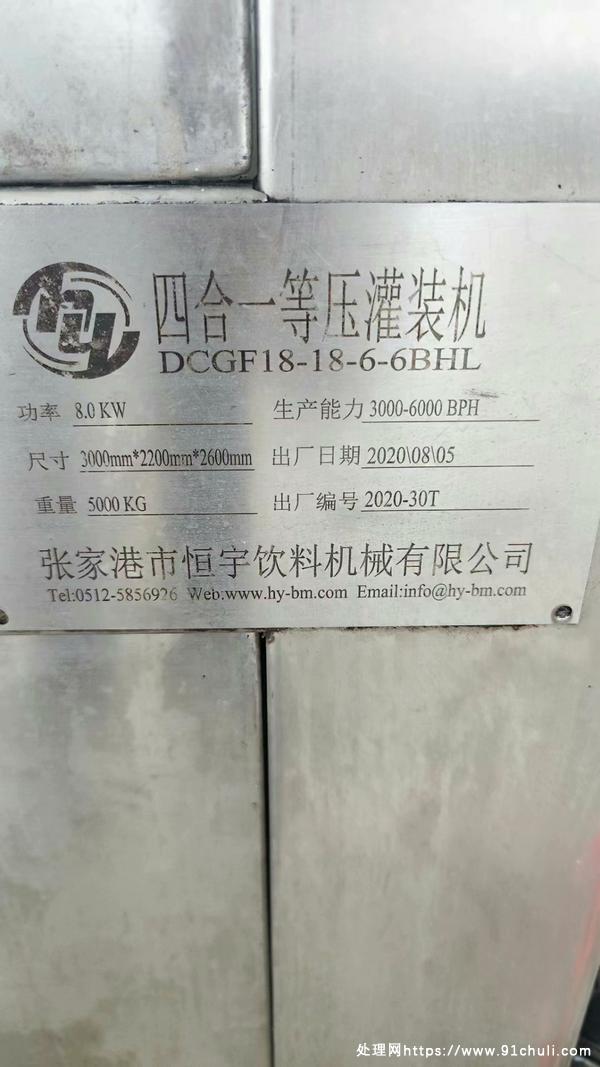 hy
四合一等压灌装机
DCGF18-18-6-6BHL
功率 8.0 KW 生产能力 3000-6000 BPH
尺寸 3000mm*2200mm*2600mm 出厂日期 2020\08\05
重量 5000 KG 出厂编号 2020-30T
张家港市恒宇饮料机械有限公司
Tel:0512-5856926 Web:www.hy-bm.com Email:info@hy-bm.com
处理网https://www.91chuli.com